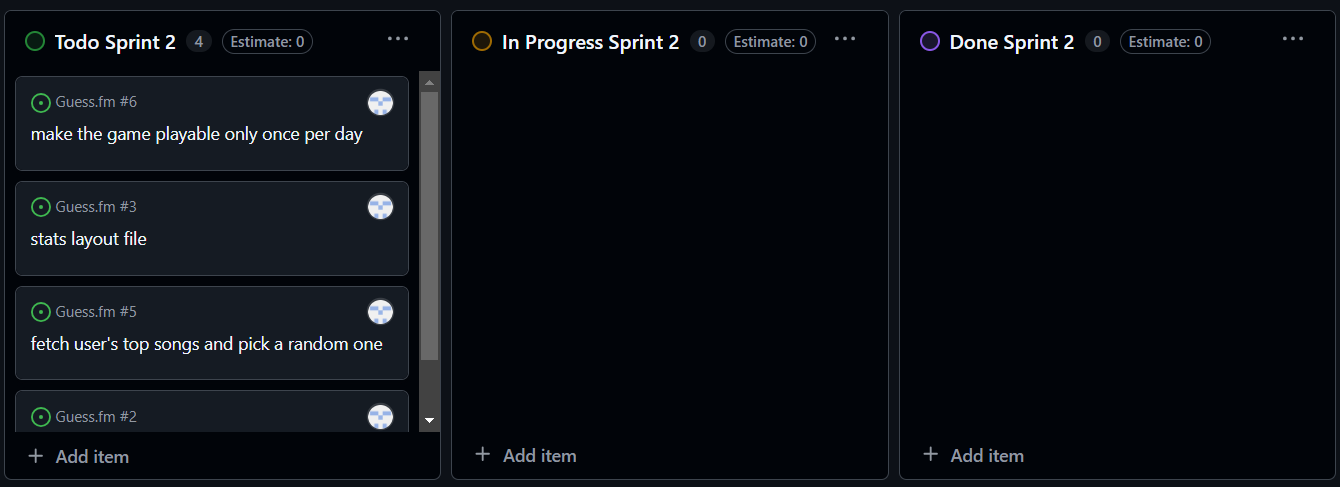 Todo Sprint 2 4 Estimate: 0
Guess.fm #6
make the game playable only once per day
Guess.fm #3
stats layout file
Guess.fm #5
fetch user's top songs and pick a random one
Guess.fm #2
Add item
In Progress Sprint 2 0 Estimate: 0
Add item
Done Sprint 2 0 Estimate: 0
Add item